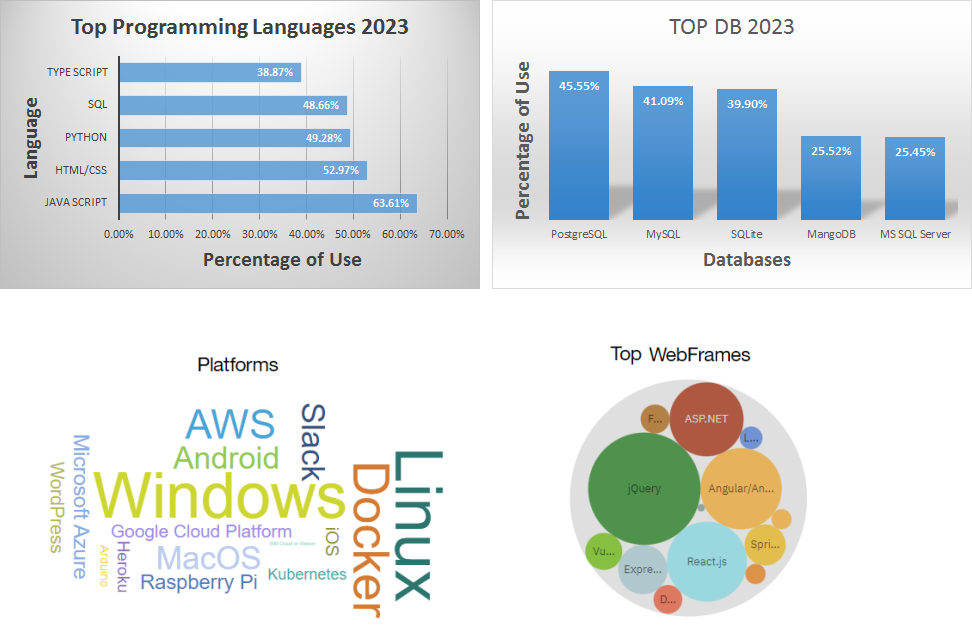 Top Programming Languages 2023
Language
TYPE SCRIPT
38.87%
SQL
48.66%
PYTHON
49.28%
HTML/CSS
52.97%
JAVA SCRIPT
63.61%
0.00% 10.00% 20.00% 30.00% 40.00% 50.00% 60.00% 70.00%
Percentage of Use
TOP DB 2023
Percentage of Use
45.55%
41.09%
39.90%
25.52%
25.45%
PostgreSQL MySQL SQLite MangoDB MS SQL Server
Databases
Platforms
AWS
Slack
Android
Microsoft Azure
WordPress
Windows
Docker
Linux
Google Cloud Platform
iOS
Arduino
Heroku
MacOS
Kubernetes
Raspberry Pi
Top WebFrames
F...
ASP.NET
L...
jQuery
Angular/An...
Vu...
Expre...
React.js
Spri...
D...